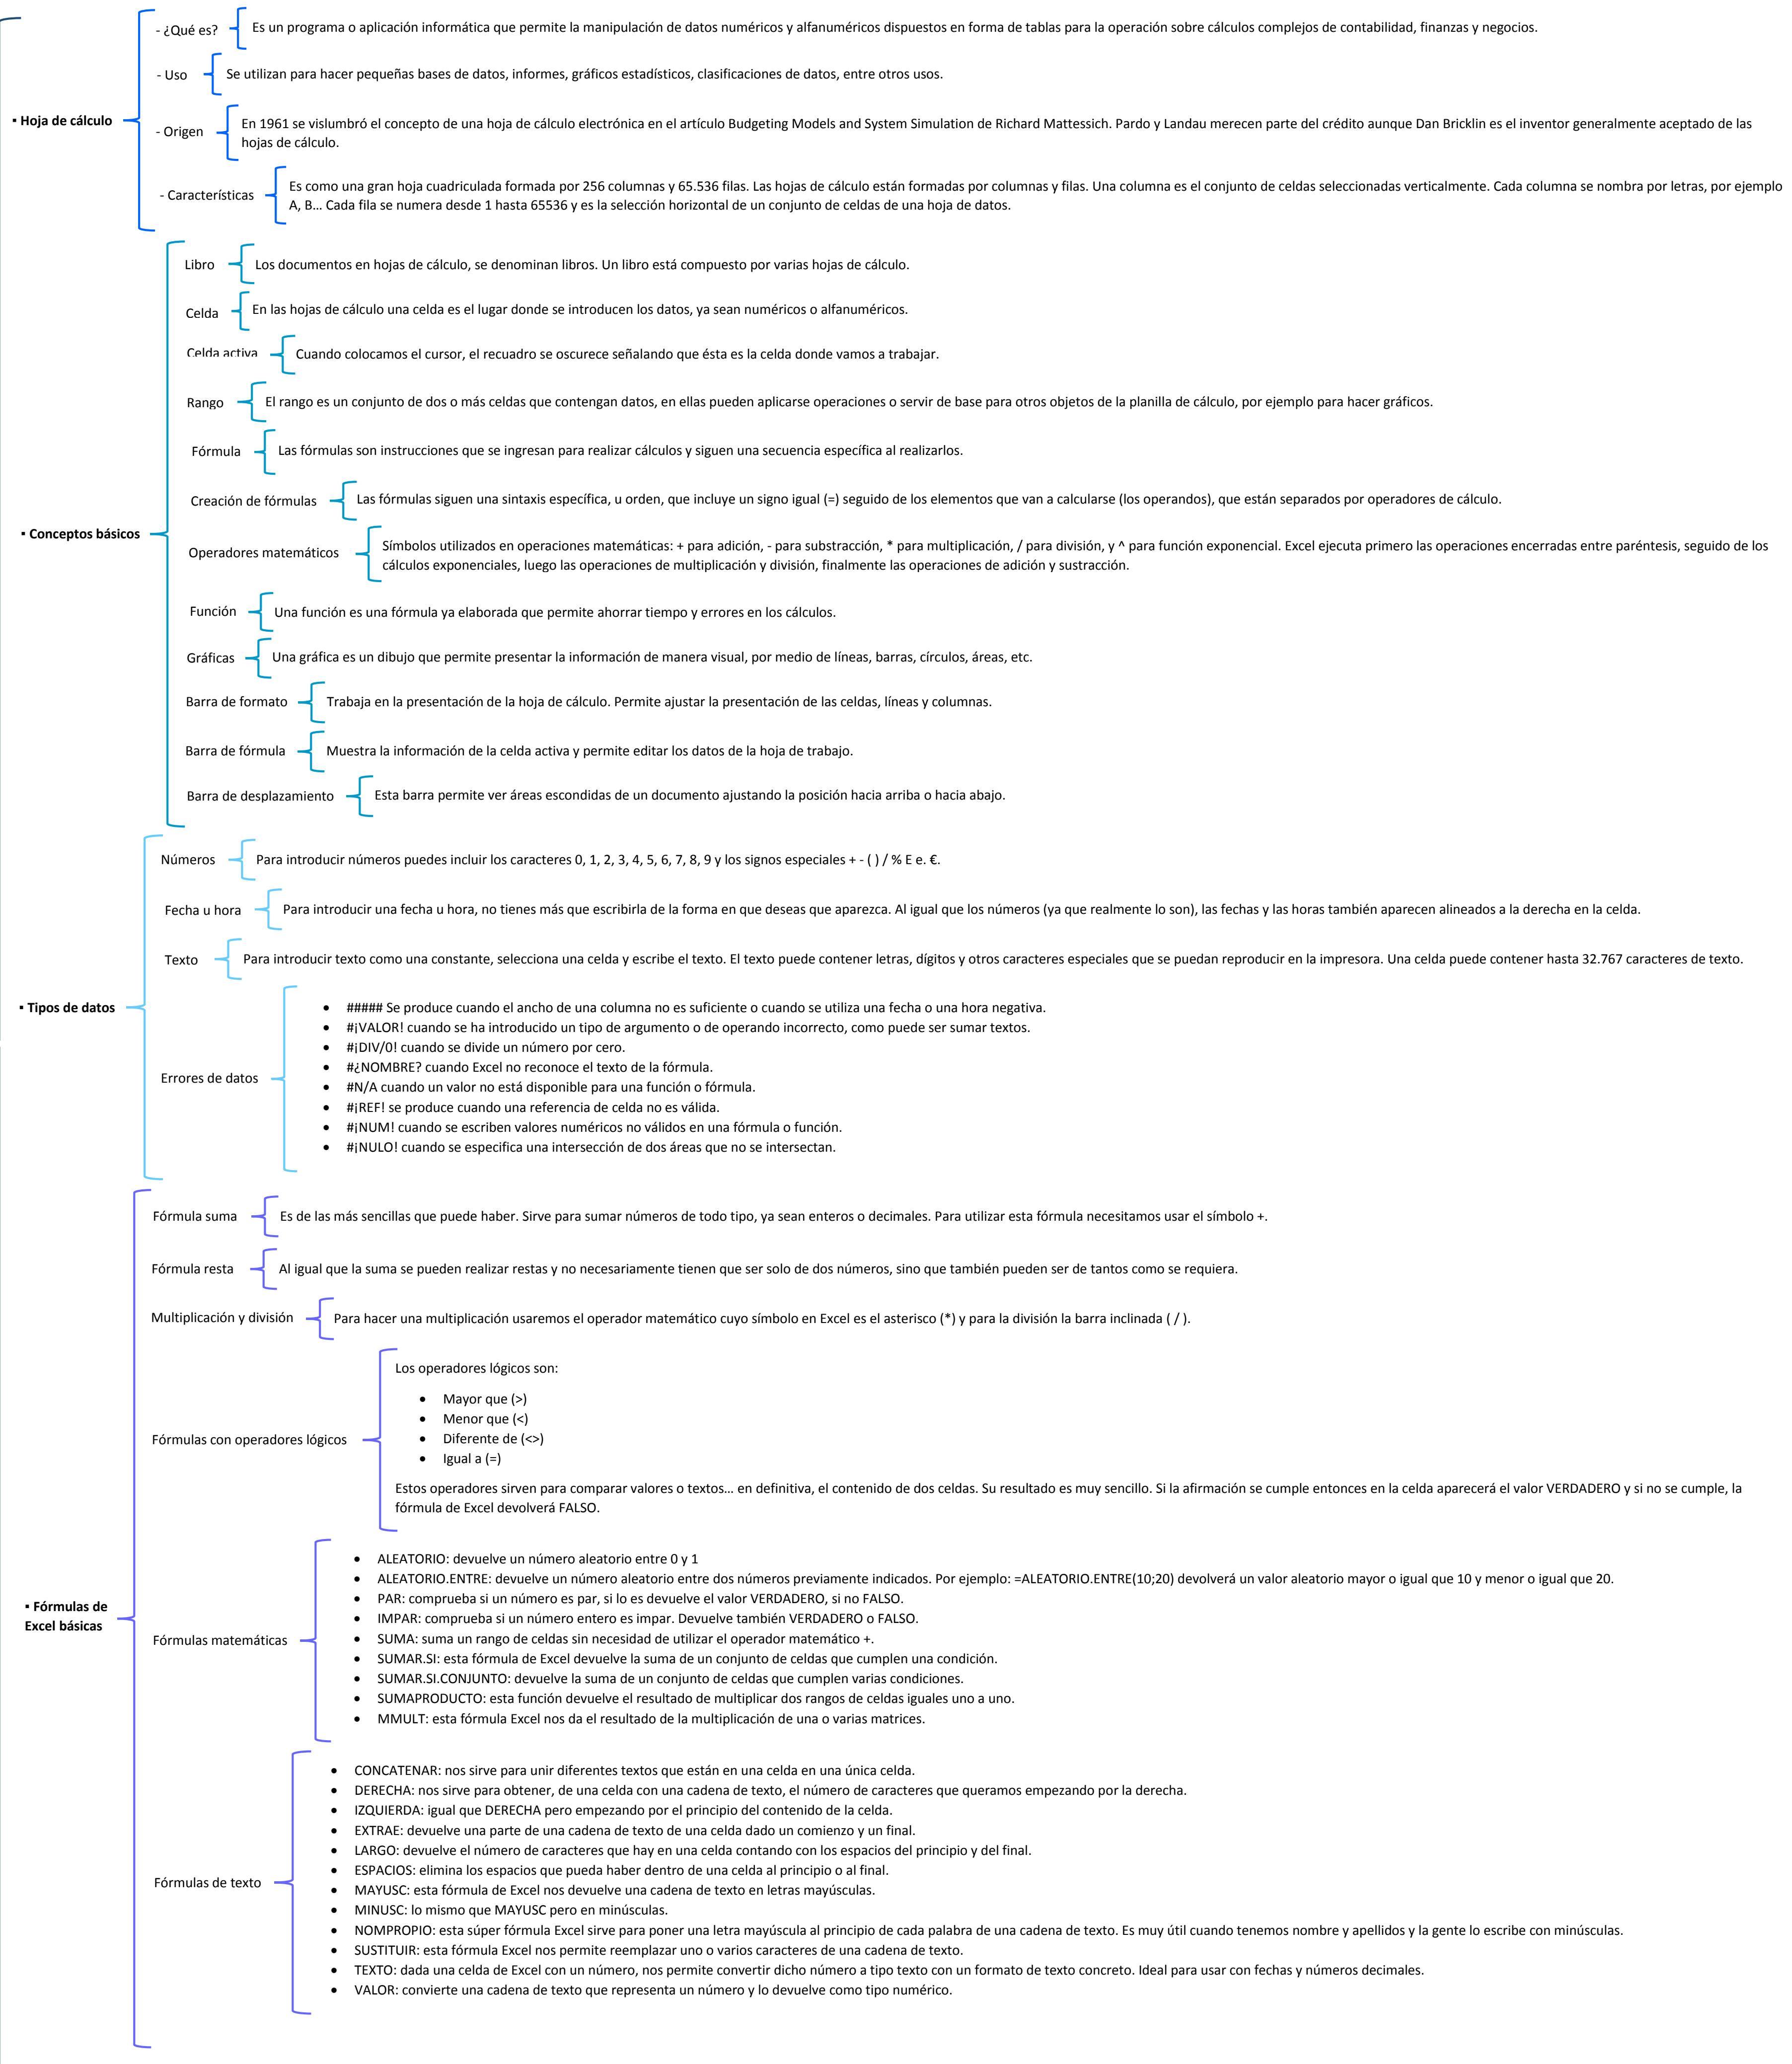 - ¿Qué es?
Es un programa o aplicación informática que permite la manipulación de datos numéricos y alfanuméricos dispuestos en forma de tablas para la operación sobre cálculos complejos de contabilidad, finanzas y negocios.
- Uso
Se utilizan para hacer pequeñas bases de datos, informes, gráficos estadísticos, clasificaciones de datos, entre otros usos.
▪ Hoja de cálculo
- Origen
En 1961 se vislumbró el concepto de una hoja de cálculo electrónica en el artículo Budgeting Models and System Simulation de Richard Mattessich. Pardo y Landau merecen parte del crédito aunque Dan Bricklin es el inventor generalmente aceptado de las
hojas de cálculo.
- Características
Es como una gran hoja cuadriculada formada por 256 columnas y 65.536 filas. Las hojas de cálculo están formadas por columnas y filas. Una columna es el conjunto de celdas seleccionadas verticalmente. Cada columna se nombra por letras, por ejemplo
A, B… Cada fila se numera desde 1 hasta 65536 y es la selección horizontal de un conjunto de celdas de una hoja de datos.
Libro
Los documentos en hojas de cálculo, se denominan libros. Un libro está compuesto por varias hojas de cálculo.
Celda
En las hojas de cálculo una celda es el lugar donde se introducen los datos, ya sean numéricos o alfanuméricos.
Celda activa
Cuando colocamos el cursor, el recuadro se oscurece señalando que ésta es la celda donde vamos a trabajar.
Rango
El rango es un conjunto de dos o más celdas que contengan datos, en ellas pueden aplicarse operaciones o servir de base para otros objetos de la planilla de cálculo, por ejemplo para hacer gráficos.
Fórmula
Las fórmulas son instrucciones que se ingresan para realizar cálculos y siguen una secuencia específica al realizarlos.
Creación de fórmulas
Las fórmulas siguen una sintaxis específica, u orden, que incluye un signo igual (=) seguido de los elementos que van a calcularse (los operandos), que están separados por operadores de cálculo.
▪ Conceptos básicos
Operadores matemáticos
Símbolos utilizados en operaciones matemáticas: + para adición, - para substracción, * para multiplicación, / para división, y ^ para función exponencial. Excel ejecuta primero las operaciones encerradas entre paréntesis, seguido de los
cálculos exponenciales, luego las operaciones de multiplicación y división, finalmente las operaciones de adición y sustracción.
Función
Una función es una fórmula ya elaborada que permite ahorrar tiempo y errores en los cálculos.
Gráficas
Una gráfica es un dibujo que permite presentar la información de manera visual, por medio de líneas, barras, círculos, áreas, etc.
Barra de formato
Trabaja en la presentación de la hoja de cálculo. Permite ajustar la presentación de las celdas, líneas y columnas.
Barra de fórmula
Muestra la información de la celda activa y permite editar los datos de la hoja de trabajo.
Barra de desplazamiento
Esta barra permite ver áreas escondidas de un documento ajustando la posición hacia arriba o hacia abajo.
Números
Para introducir números puedes incluir los caracteres 0, 1, 2, 3, 4, 5, 6, 7, 8, 9 y los signos especiales + - ( ) / % E e. €.
Fecha u hora
Para introducir una fecha u hora, no tienes más que escribirla de la forma en que deseas que aparezca. Al igual que los números (ya que realmente lo son), las fechas y las horas también aparecen alineados a la derecha en la celda.
Texto
Para introducir texto como una constante, selecciona una celda y escribe el texto. El texto puede contener letras, dígitos y otros caracteres especiales que se puedan reproducir en la impresora. Una celda puede contener hasta 32.767 caracteres de texto.
▪ Tipos de datos
Errores de datos
• ##### Se produce cuando el ancho de una columna no es suficiente o cuando se utiliza una fecha o una hora negativa.
• #¡VALOR! cuando se ha introducido un tipo de argumento o de operando incorrecto, como puede ser sumar textos.
• #¡DIV/0! cuando se divide un número por cero.
• #¿NOMBRE? cuando Excel no reconoce el texto de la fórmula.
• #N/A cuando un valor no está disponible para una función o fórmula.
• #¡REF! se produce cuando una referencia de celda no es válida.
• #¡NUM! cuando se escriben valores numéricos no válidos en una fórmula o función.
• #¡NULO! cuando se especifica una intersección de dos áreas que no se intersectan.
Fórmula suma
Es de las más sencillas que puede haber. Sirve para sumar números de todo tipo, ya sean enteros o decimales. Para utilizar esta fórmula necesitamos usar el símbolo +.
Fórmula resta
Al igual que la suma se pueden realizar restas y no necesariamente tienen que ser solo de dos números, sino que también pueden ser de tantos como se requiera.
Multiplicación y división
Para hacer una multiplicación usaremos el operador matemático cuyo símbolo en Excel es el asterisco (*) y para la división la barra inclinada ( / ).
Fórmulas con operadores lógicos
Los operadores lógicos son:
• Mayor que (>)
• Menor que (<)
• Diferente de (<>)
• Igual a (=)
Estos operadores sirven para comparar valores o textos… en definitiva, el contenido de dos celdas. Su resultado es muy sencillo. Si la afirmación se cumple entonces en la celda aparecerá el valor VERDADERO y si no se cumple, la
fórmula de Excel devolverá FALSO.
▪ Fórmulas de
Excel básicas
Fórmulas matemáticas
• ALEATORIO: devuelve un número aleatorio entre 0 y 1
• ALEATORIO.ENTRE: devuelve un número aleatorio entre dos números previamente indicados. Por ejemplo: =ALEATORIO.ENTRE(10;20) devolverá un valor aleatorio mayor o igual que 10 y menor o igual que 20.
• PAR: comprueba si un número es par, si lo es devuelve el valor VERDADERO, si no FALSO.
• IMPAR: comprueba si un número entero es impar. Devuelve también VERDADERO o FALSO.
• SUMA: suma un rango de celdas sin necesidad de utilizar el operador matemático +.
• SUMAR.SI: esta fórmula de Excel devuelve la suma de un conjunto de celdas que cumplen una condición.
• SUMAR.SI.CONJUNTO: devuelve la suma de un conjunto de celdas que cumplen varias condiciones.
• SUMAPRODUCTO: esta función devuelve el resultado de multiplicar dos rangos de celdas iguales uno a uno.
• MMULT: esta fórmula Excel nos da el resultado de la multiplicación de una o varias matrices.
Fórmulas de texto
• CONCATENAR: nos sirve para unir diferentes textos que están en una celda en una única celda.
• DERECHA: nos sirve para obtener, de una celda con una cadena de texto, el número de caracteres que queramos empezando por la derecha.
• IZQUIERDA: igual que DERECHA pero empezando por el principio del contenido de la celda.
• EXTRAE: devuelve una parte de una cadena de texto de una celda dado un comienzo y un final.
• LARGO: devuelve el número de caracteres que hay en una celda contando con los espacios del principio y del final.
• ESPACIOS: elimina los espacios que pueda haber dentro de una celda al principio o al final.
• MAYUSC: esta fórmula de Excel nos devuelve una cadena de texto en letras mayúsculas.
• MINUSC: lo mismo que MAYUSC pero en minúsculas.
• NOMPROPIO: esta súper fórmula Excel sirve para poner una letra mayúscula al principio de cada palabra de una cadena de texto. Es muy útil cuando tenemos nombre y apellidos y la gente lo escribe con minúsculas.
• SUSTITUIR: esta fórmula Excel nos permite reemplazar uno o varios caracteres de una cadena de texto.
• TEXTO: dada una celda de Excel con un número, nos permite convertir dicho número a tipo texto con un formato de texto concreto. Ideal para usar con fechas y números decimales.
• VALOR: convierte una cadena de texto que representa un número y lo devuelve como tipo numérico.